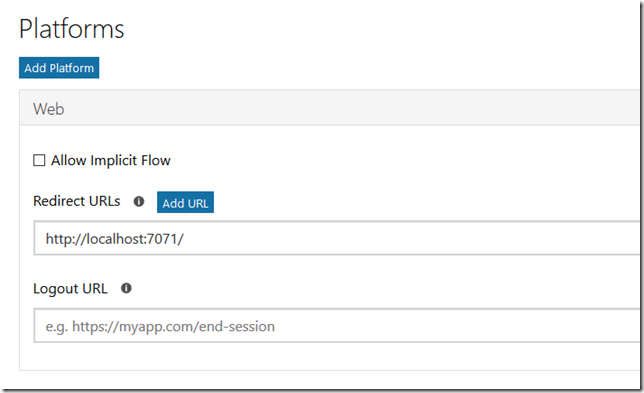 Platforms
Add Platform
Web
Allow Implicit Flow
Redirect URLs Add URL
http://localhost:7071/
Logout URL
e.g. https://myapp.com/end-session